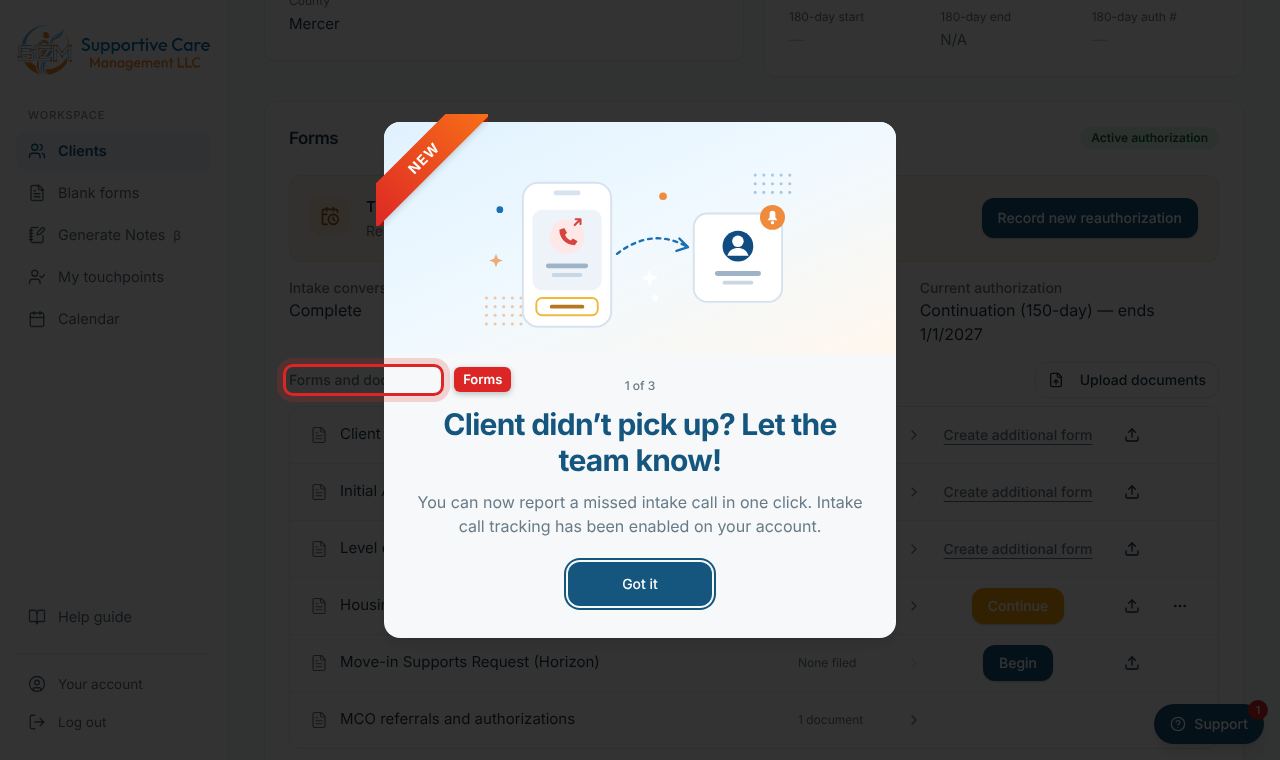 Supportive Care
Management LLC
WORKSPACE
Clients
Blank forms
Generate Notes β
My touchpoints
Calendar
Help guide
Your account
Log out
County
Mercer
180-day start
—
180-day end
N/A
180-day auth #
—
Forms
Active authorization
Record new reauthorization
Intake convers
Complete
Current authorization
Continuation (150-day) — ends
1/1/2027
Forms and doc
Forms
Upload documents
Client
Create additional form
Initial
Create additional form
Level
Create additional form
Housin
Continue
Move-in Supports Request (Horizon)
None filed
Begin
MCO referrals and authorizations
1 document
NEW
1 of 3
Client didn’t pick up? Let the
team know!
You can now report a missed intake call in one click. Intake
call tracking has been enabled on your account.
Got it
Support
1